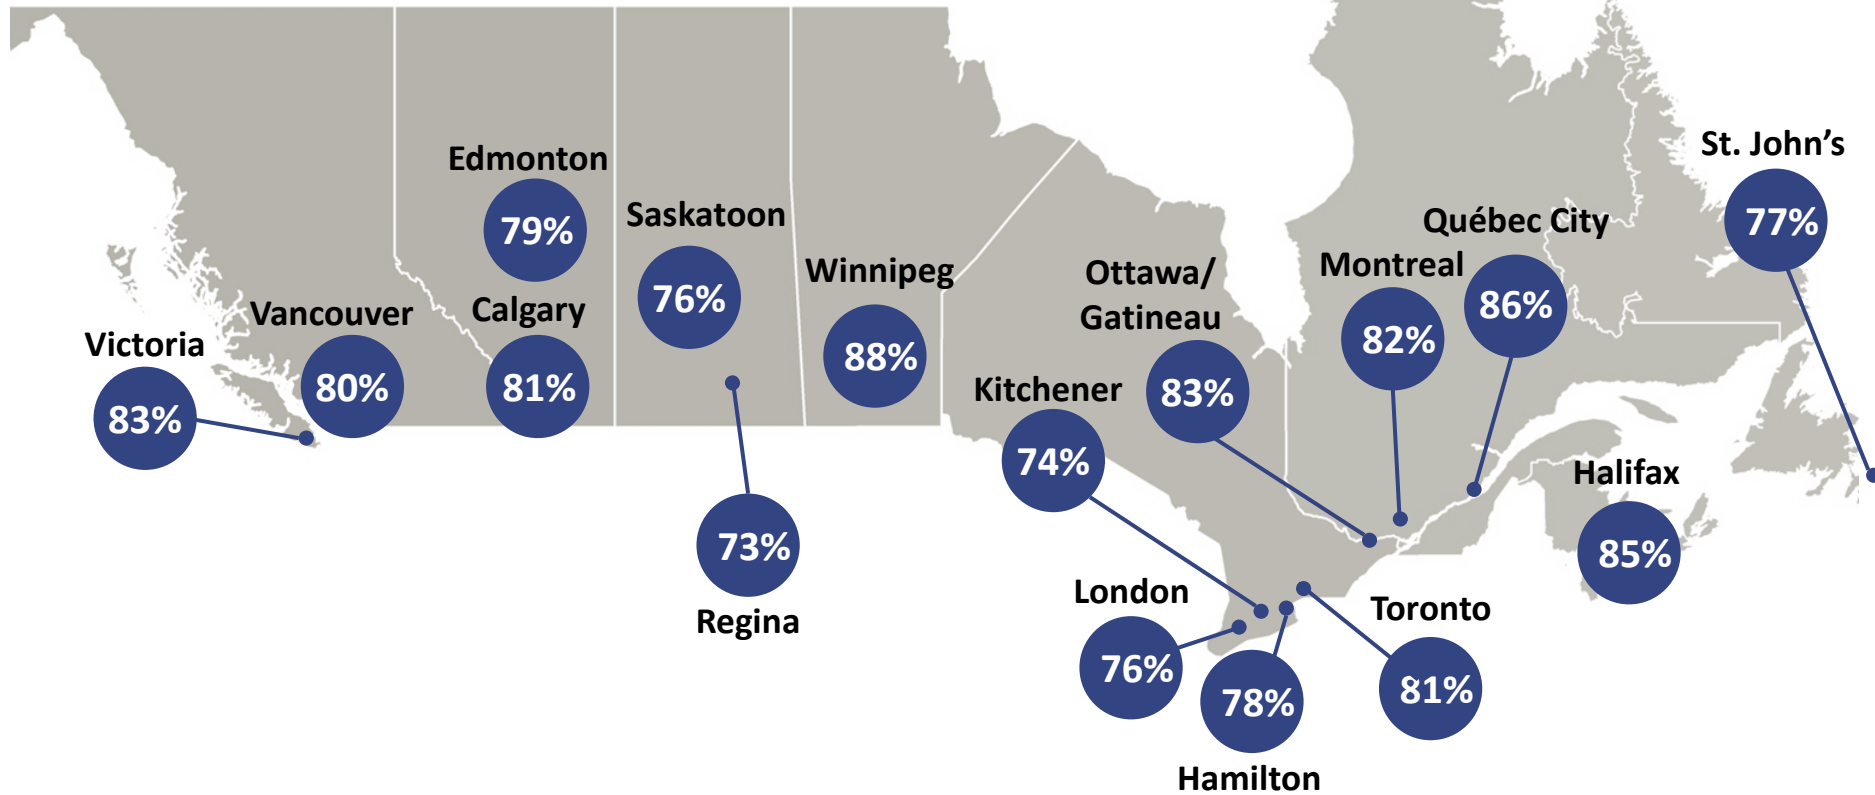 Victoria
83%
Vancouver
80%
Edmonton
79%
Calgary
81%
Saskatoon
76%
73%
Regina
Winnipeg
88%
Kitchener
74%
Ottawa/
Gatineau
83%
London
76%
78%
Hamilton
Toronto
81%
Montreal
82%
Québec City
86%
Halifax
85%
St. John’s
77%